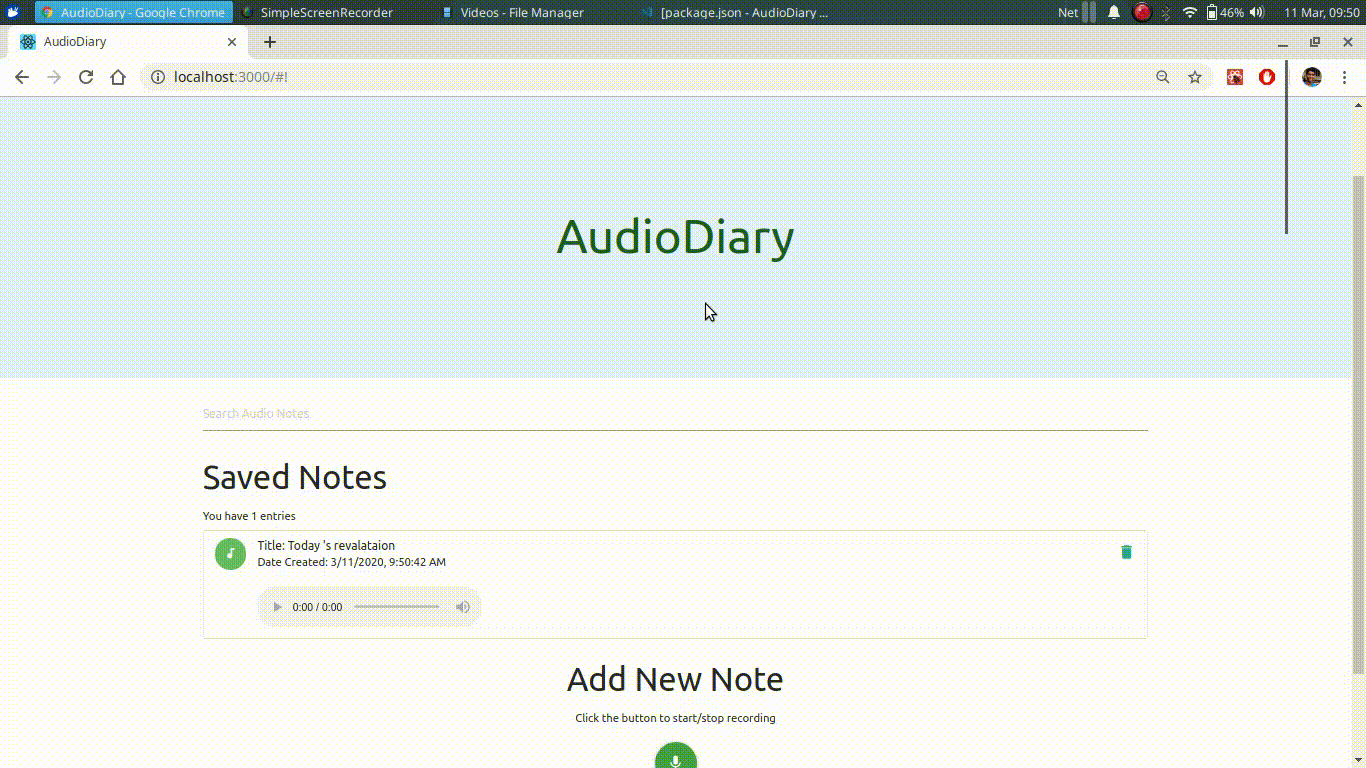 AudioDiary - Google Chrome SimpleScreenRecorder Videos - File Manager [package.json - AudioDiary ... Net 46% 11 Mar, 09:50
AudioDiary
localhost:3000/#!
AudioDiary
Search Audio Notes
Saved Notes
You have 1 entries
Title: Today 's revalataion
Date Created: 3/11/2020, 9:50:42 AM
0:00 / 0:00
Add New Note
Click the button to start/stop recording